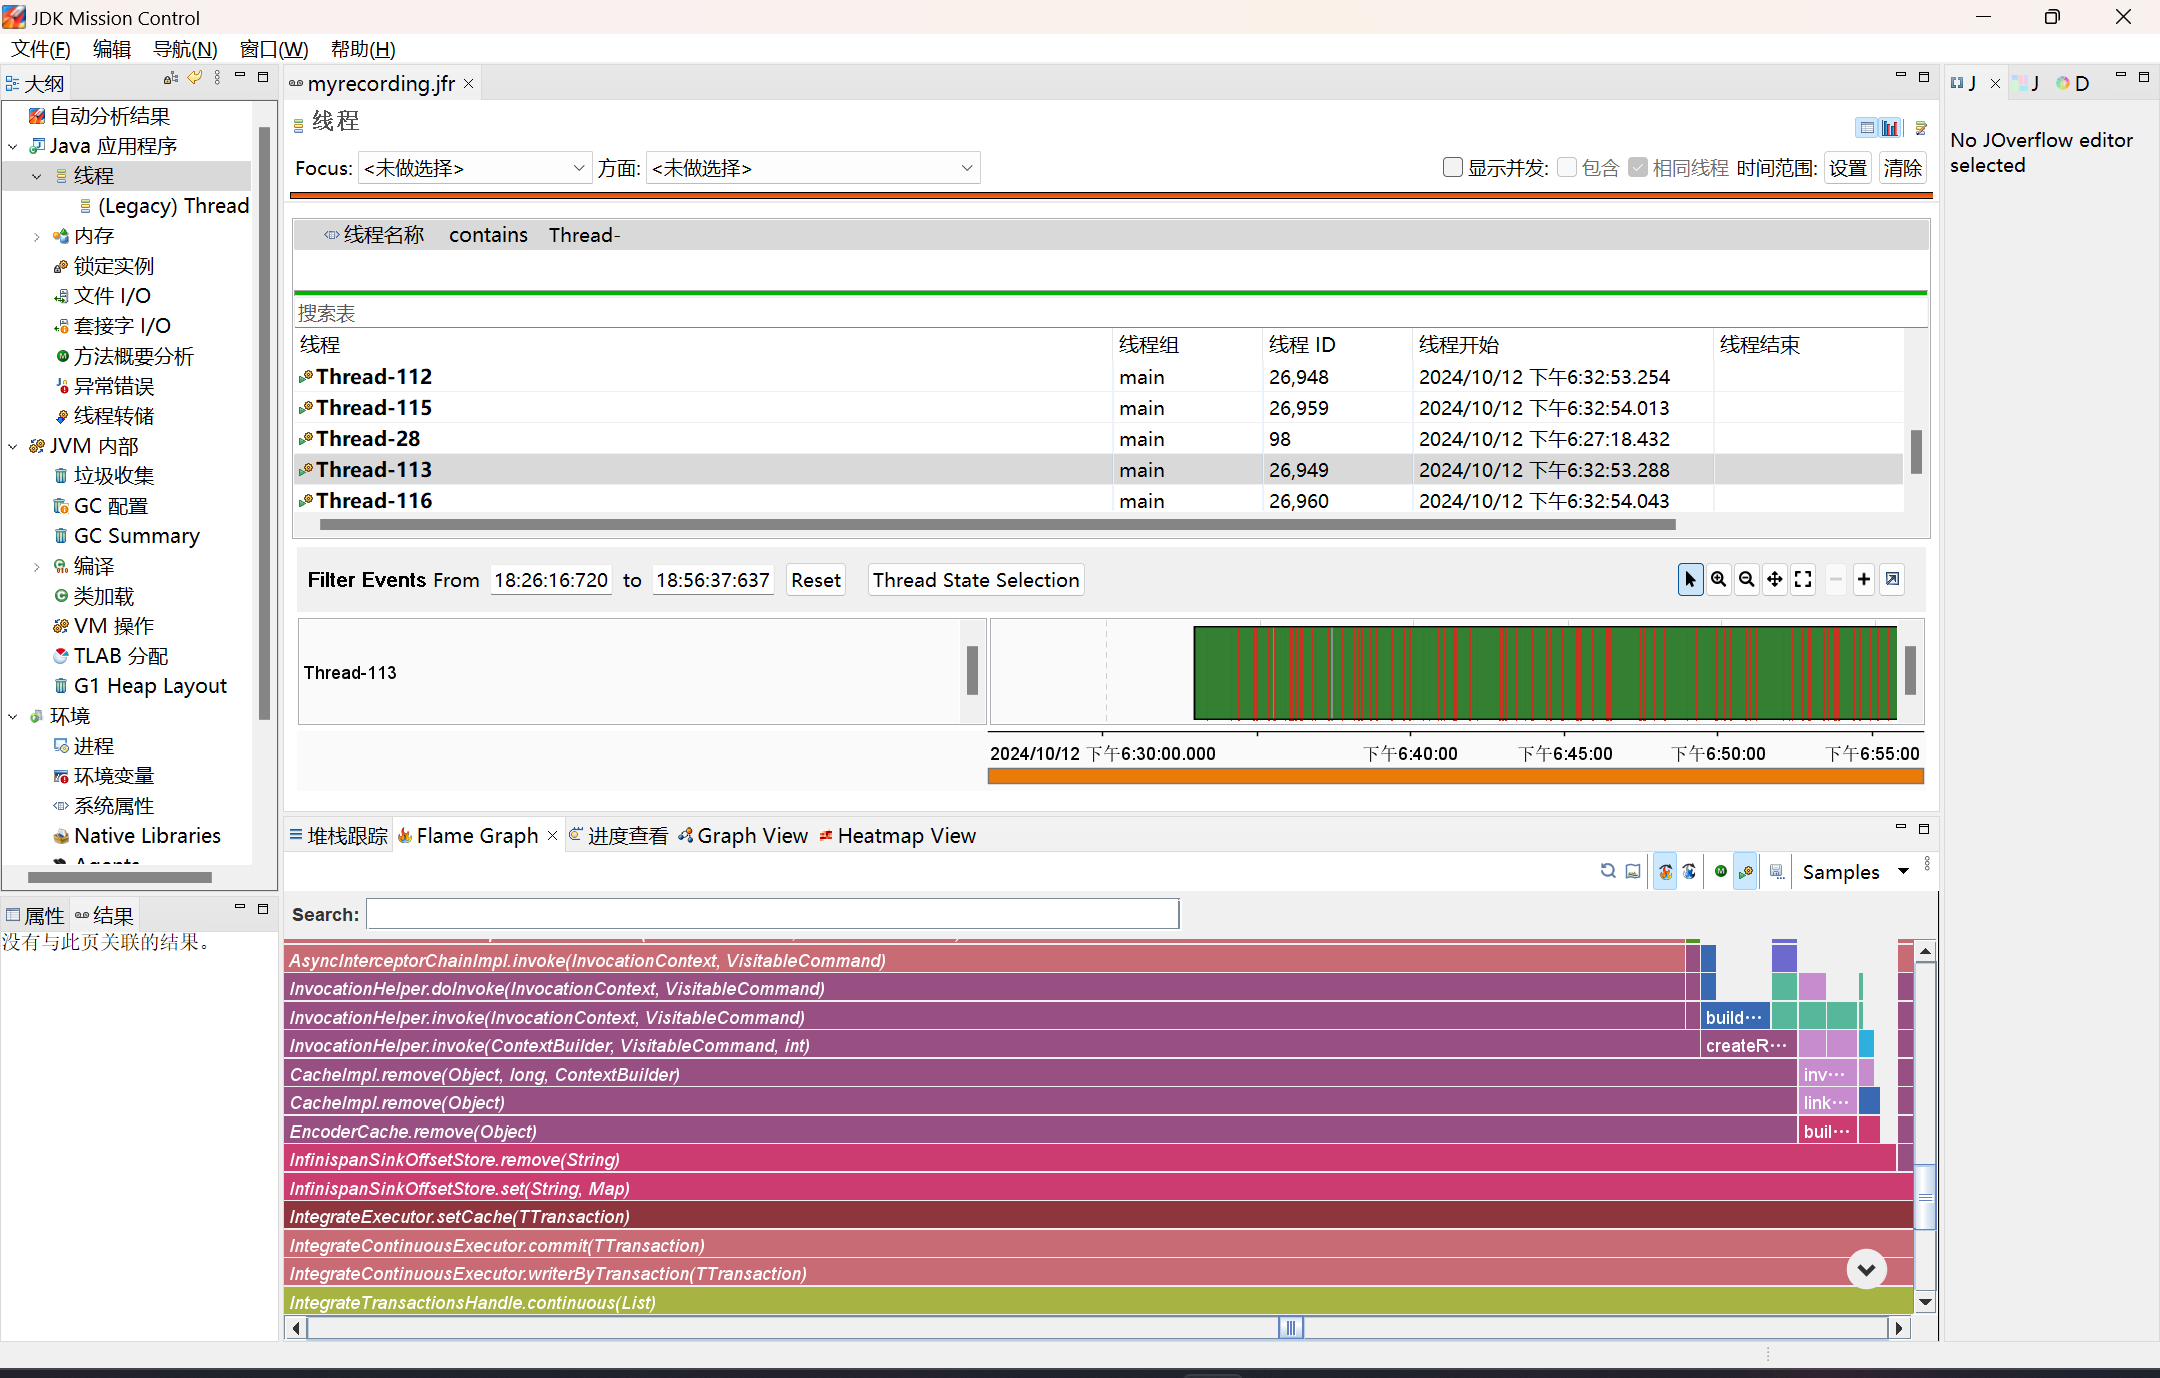 JDK Mission Control
文件(F) 编辑 导航(N) 窗口(W) 帮助(H)
大纲
自动分析结果
Java 应用程序
线程
(Legacy) Thread
内存
锁定实例
文件 I/O
套接字 I/O
方法概要分析
异常错误
线程转储
JVM 内部
垃圾收集
GC 配置
GC Summary
编译
类加载
VM 操作
TLAB 分配
G1 Heap Layout
环境
进程
环境变量
系统属性
Native Libraries
属性 结果
没有与此页关联的结果。
myrecording.jfr
线程
Focus: <未做选择> 方面: <未做选择> 显示并发: 包含 相同线程 时间范围: 设置 清除
线程名称 contains Thread-
搜索表
线程 线程组 线程 ID 线程开始 线程结束
Thread-112 main 26,948 2024/10/12 下午6:32:53.254
Thread-115 main 26,959 2024/10/12 下午6:32:54.013
Thread-28 main 98 2024/10/12 下午6:27:18.432
Thread-113 main 26,949 2024/10/12 下午6:32:53.288
Thread-116 main 26,960 2024/10/12 下午6:32:54.043
Filter Events From 18:26:16:720 to 18:56:37:637 Reset Thread State Selection
Thread-113
2024/10/12 下午6:30:00.000 下午6:40:00 下午6:45:00 下午6:50:00 下午6:55:00
堆栈跟踪 Flame Graph 进度查看 Graph View Heatmap View
Samples
Search:
AsyncInterceptorChainImpl.invoke(InvocationContext, VisitableCommand)
InvocationHelper.doInvoke(InvocationContext, VisitableCommand)
InvocationHelper.invoke(InvocationContext, VisitableCommand) build···
InvocationHelper.invoke(ContextBuilder, VisitableCommand, int) createR···
CacheImpl.remove(Object, long, ContextBuilder) inv···
CacheImpl.remove(Object) link···
EncoderCache.remove(Object) buil···
InfinispanSinkOffsetStore.remove(String)
InfinispanSinkOffsetStore.set(String, Map)
IntegrateExecutor.setCache(TTransaction)
IntegrateContinuousExecutor.commit(TTransaction)
IntegrateContinuousExecutor.writerByTransaction(TTransaction)
IntegrateTransactionsHandle.continuous(List)
J J D
No JOverflow editor
selected